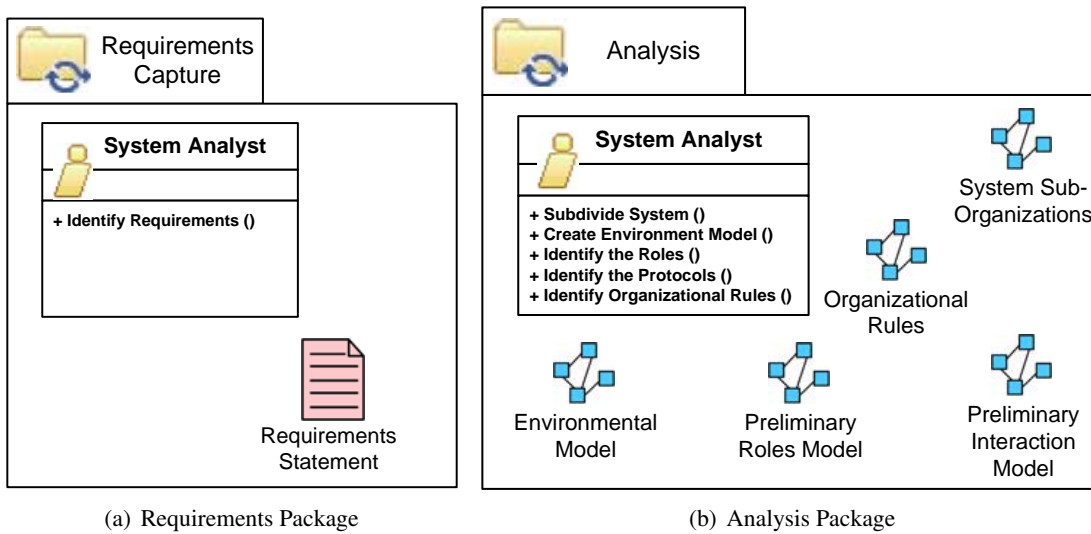 Requirements
Capture
System Analyst
+ Identify Requirements ()
Requirements
Statement
(a) Requirements Package
Analysis
System Analyst
+ Subdivide System ()
+ Create Environment Model ()
+ Identify the Roles ()
+ Identify the Protocols ()
+ Identify Organizational Rules ()
System Sub-
Organizations
Organizational
Rules
Environmental
Model
Preliminary
Roles Model
Preliminary
Interaction
Model
(b) Analysis Package